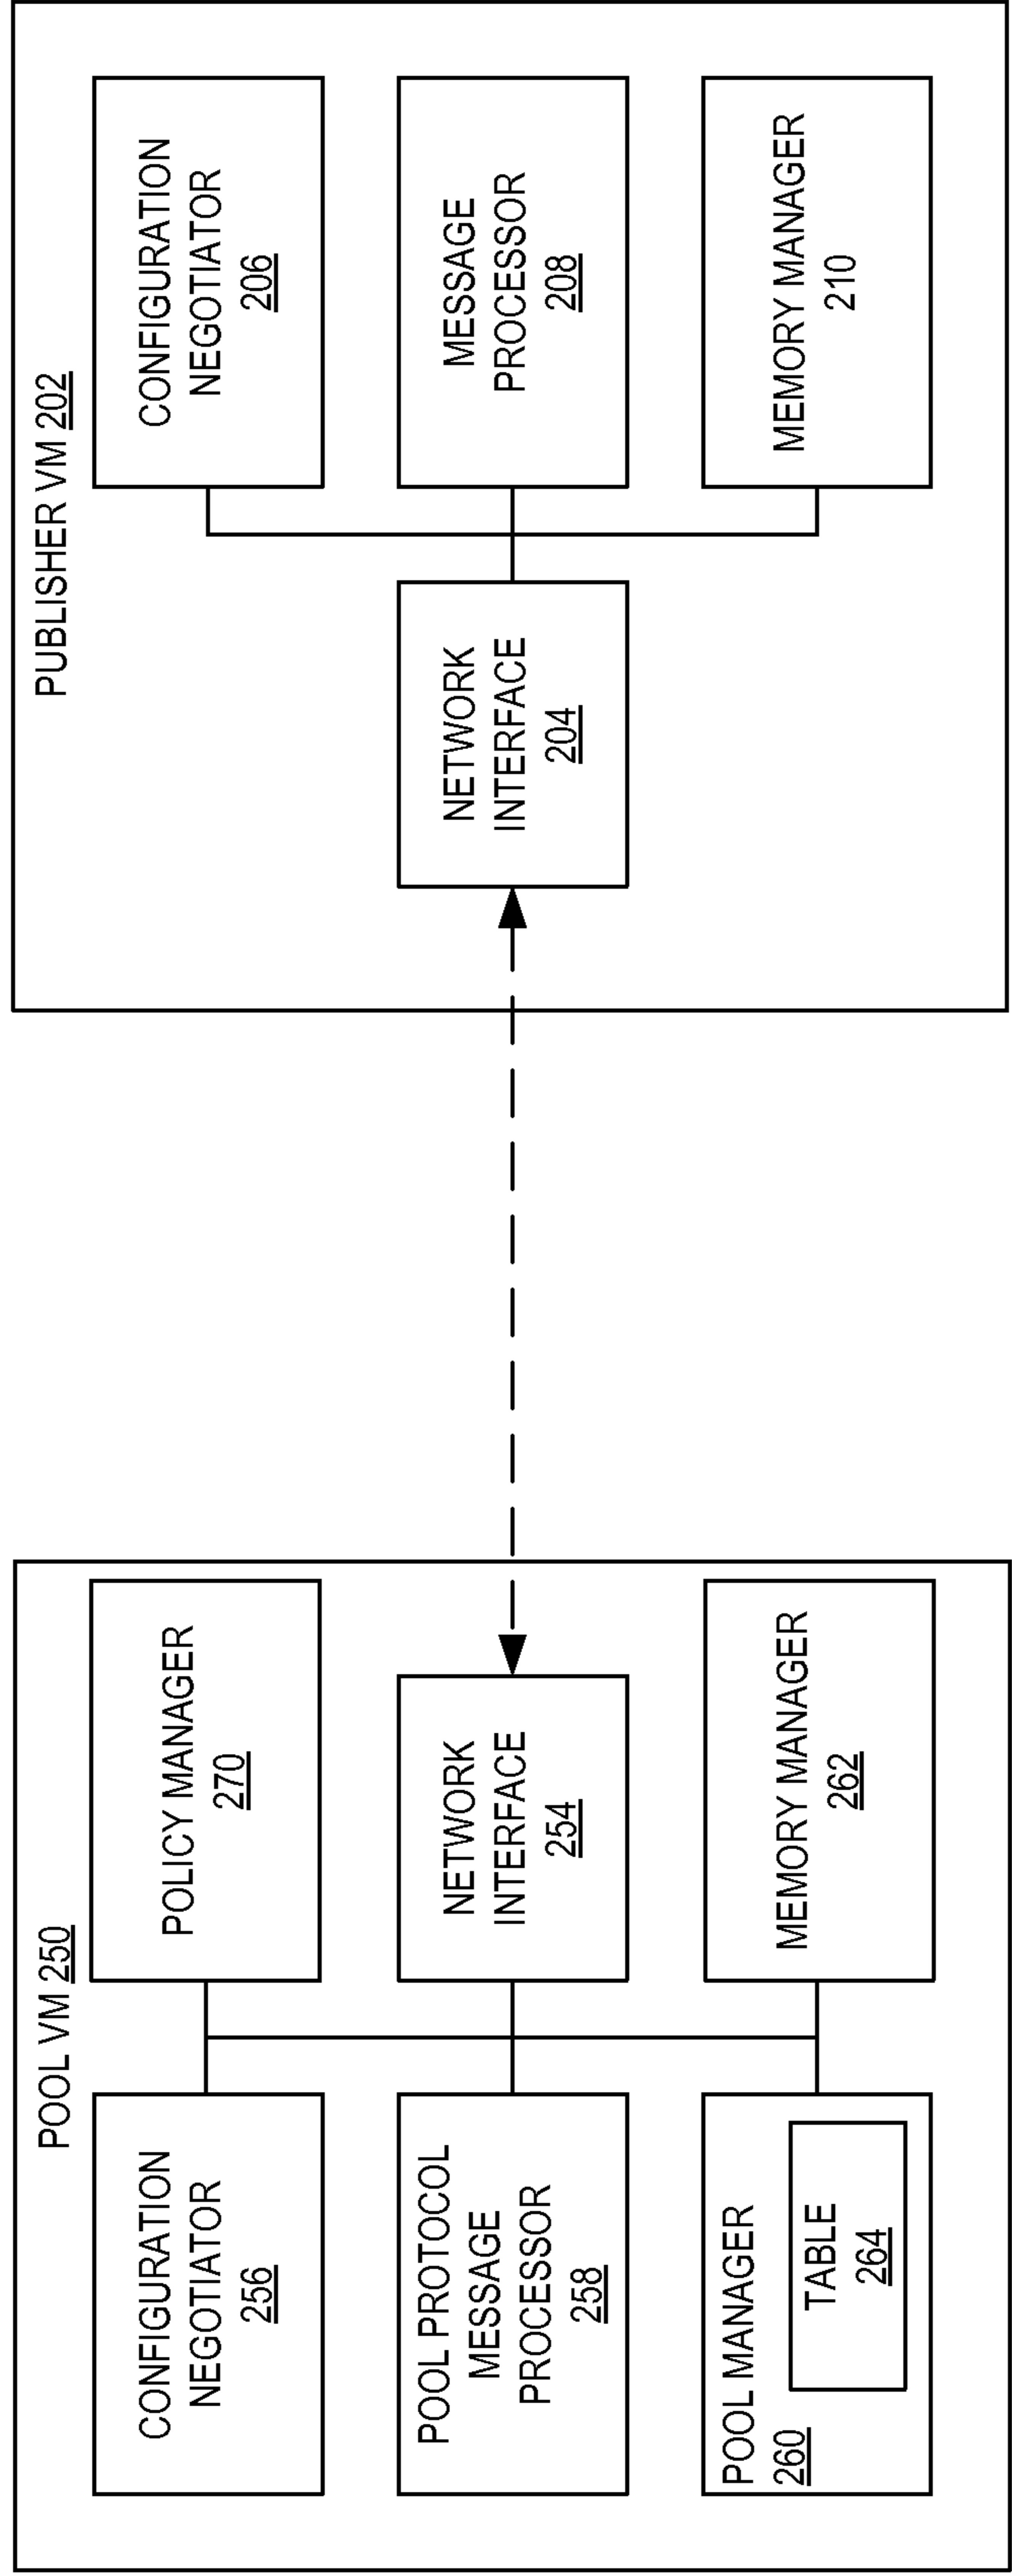 POOL VM 250
CONFIGURATION
NEGOTIATOR
256
POLICY MANAGER
270
POOL PROTOCOL
MESSAGE
PROCESSOR
258
NETWORK
INTERFACE
254
POOL MANAGER
260
TABLE
264
MEMORY MANAGER
262
PUBLISHER VM 202
NETWORK
INTERFACE
204
CONFIGURATION
NEGOTIATOR
206
MESSAGE
PROCESSOR
208
MEMORY MANAGER
210